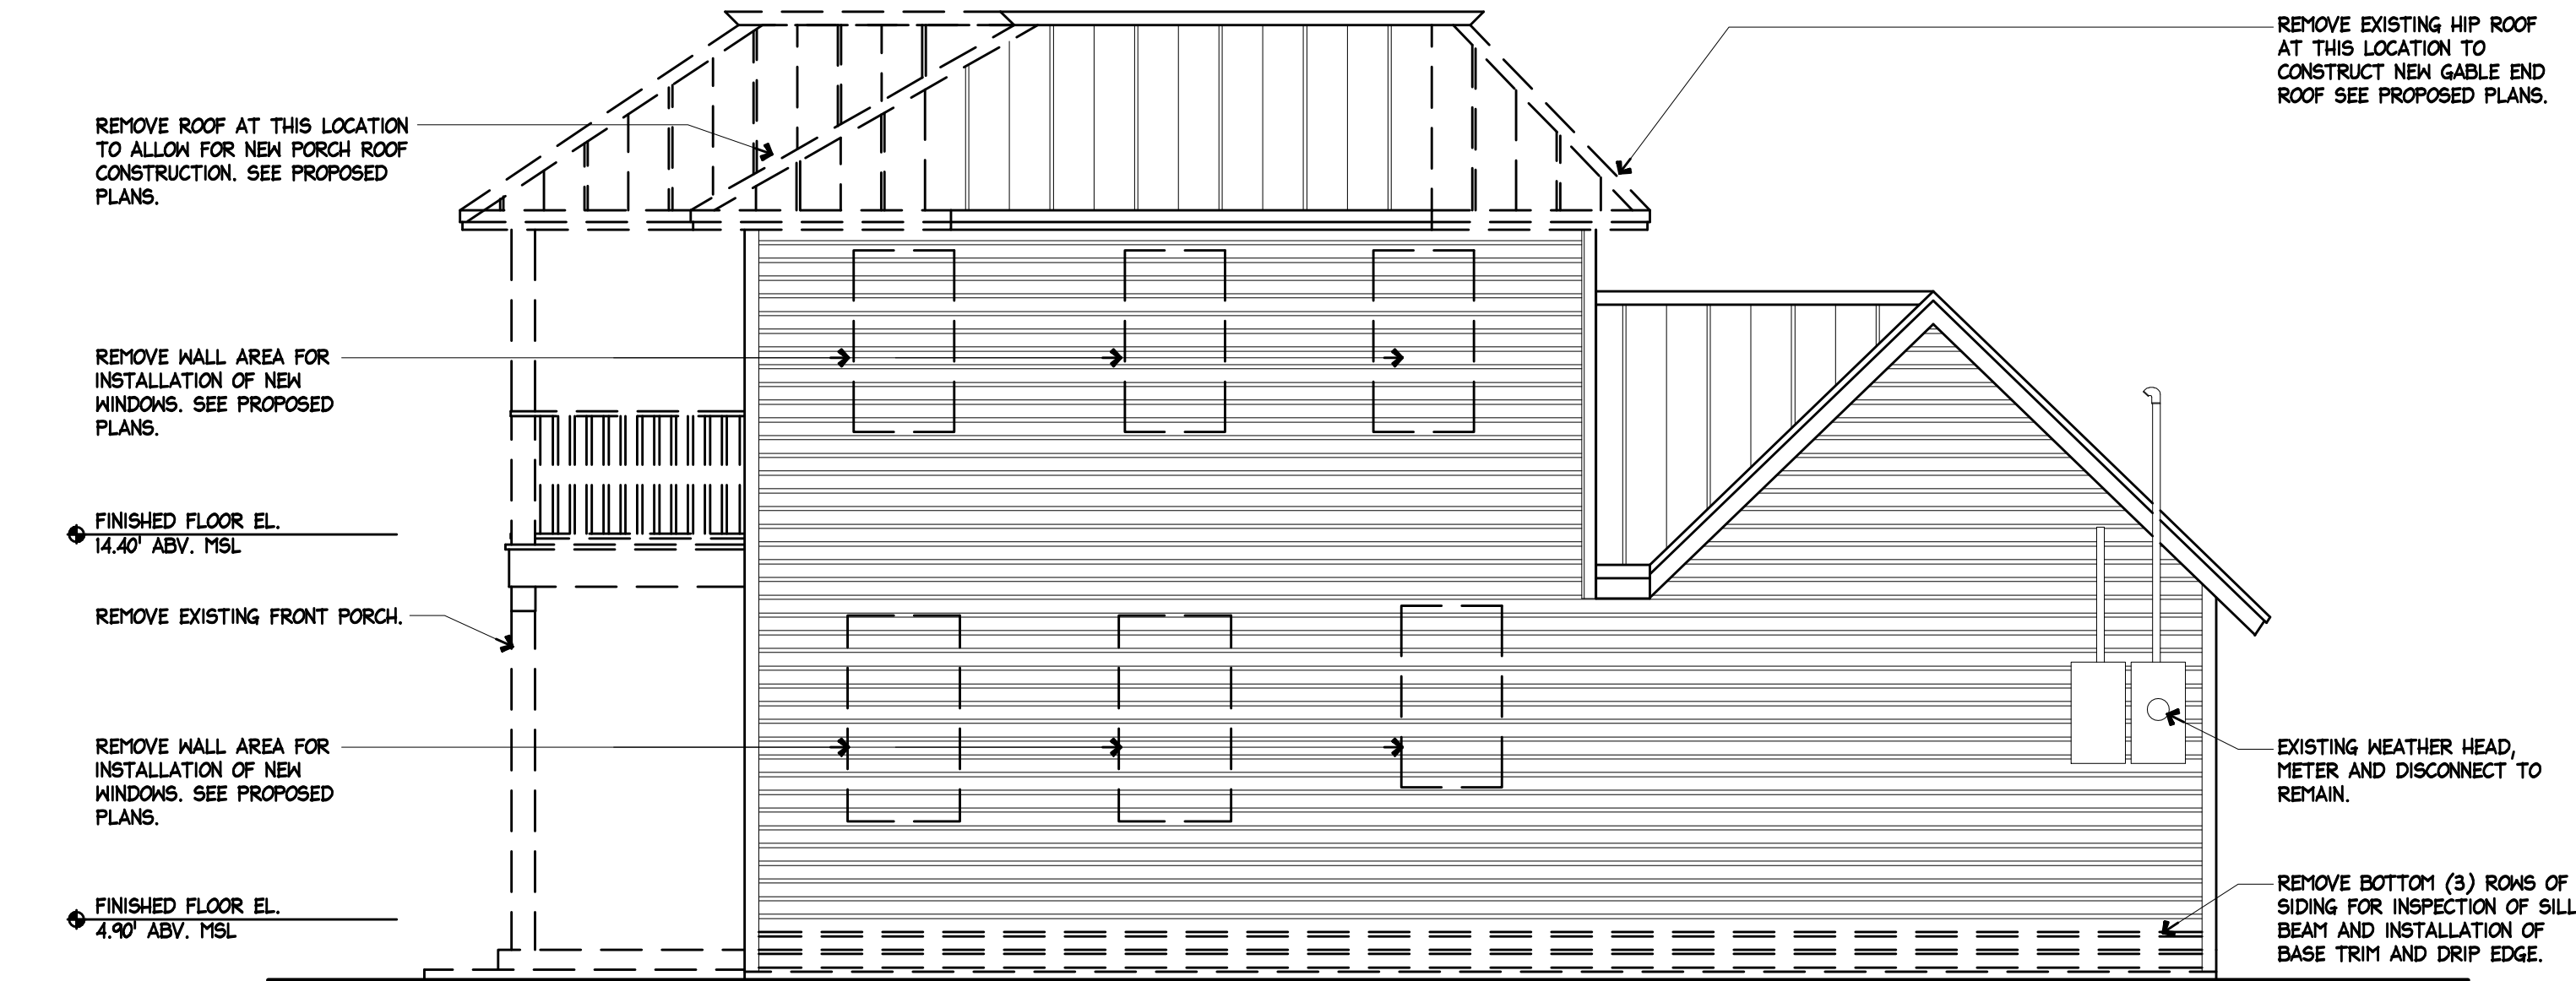 REMOVE EXISTING HIP ROOF
AT THIS LOCATION TO
CONSTRUCT NEW GABLE END
ROOF SEE PROPOSED PLANS.
REMOVE ROOF AT THIS LOCATION
TO ALLOW FOR NEW PORCH ROOF
CONSTRUCTION. SEE PROPOSED
PLANS.
REMOVE WALL AREA FOR
INSTALLATION OF NEW
WINDOWS. SEE PROPOSED
PLANS.
FINISHED FLOOR EL.
14.40' ABV. MSL
REMOVE EXISTING FRONT PORCH.
REMOVE WALL AREA FOR
INSTALLATION OF NEW
WINDOWS. SEE PROPOSED
PLANS.
EXISTING WEATHER HEAD,
METER AND DISCONNECT TO
REMAIN.
FINISHED FLOOR EL.
4.90' ABV. MSL
REMOVE BOTTOM (3) ROWS OF
SIDING FOR INSPECTION OF SILL
BEAM AND INSTALLATION OF
BASE TRIM AND DRIP EDGE.